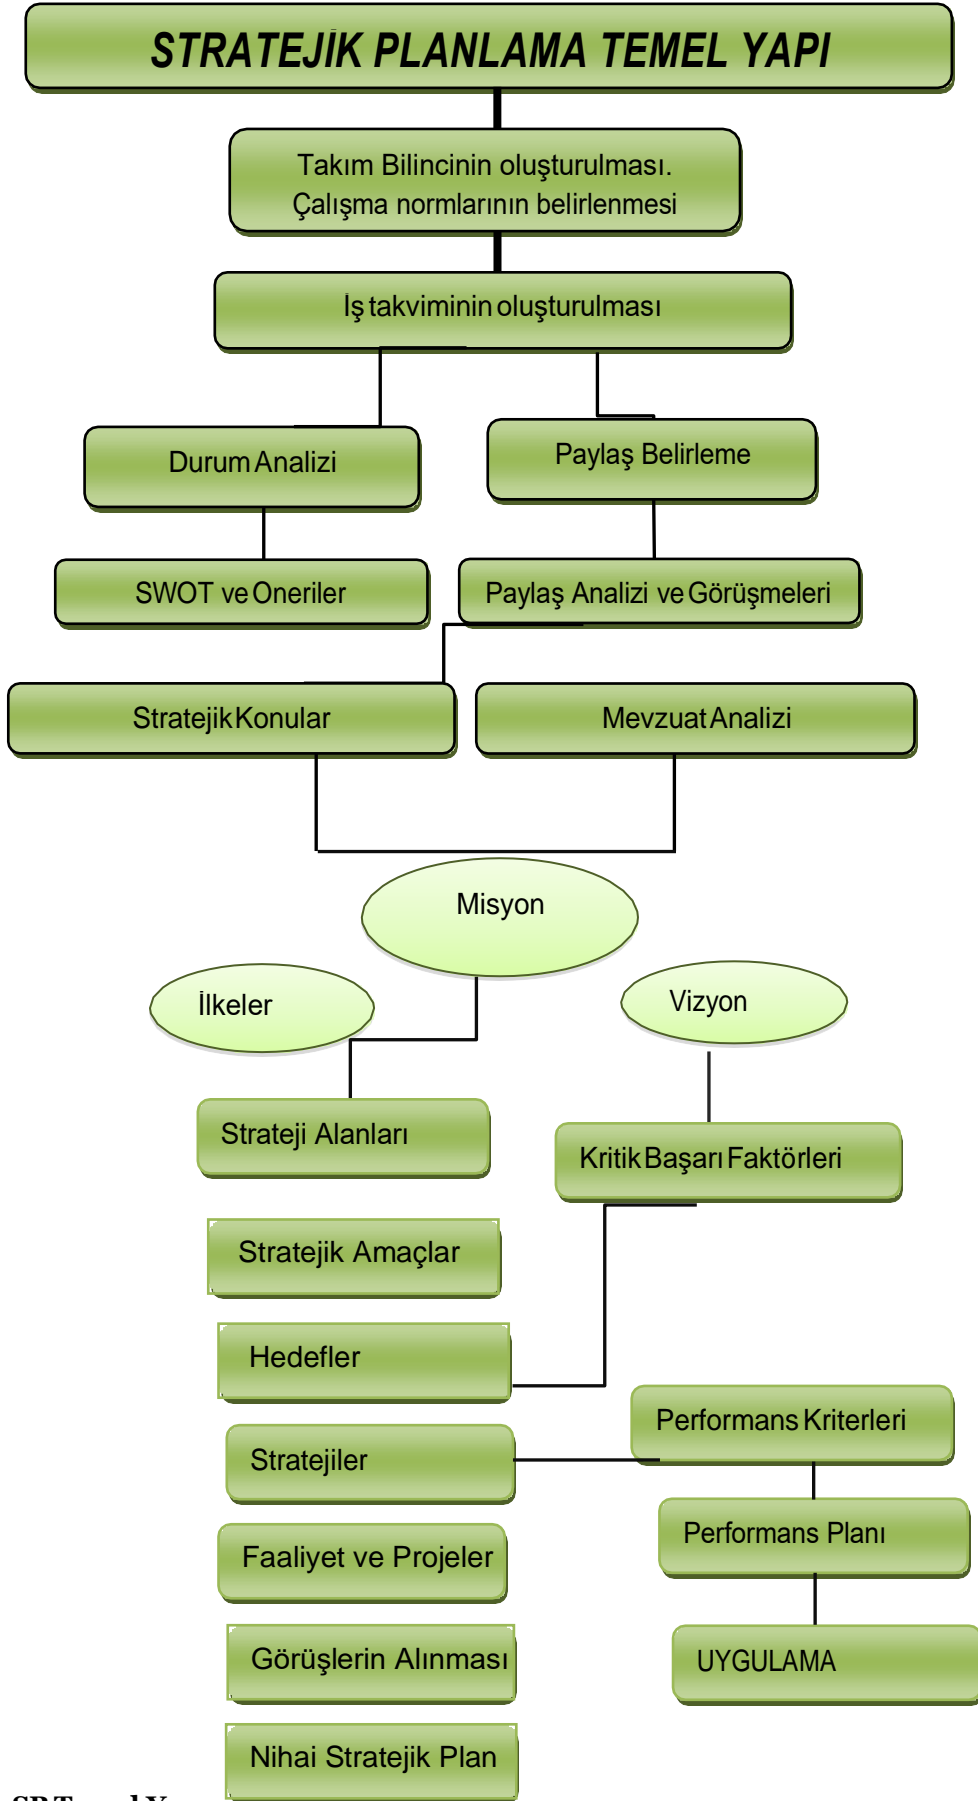 STRATEJİK PLANLAMA TEMEL YAPI
Takım Bilincinin oluşturulması.
Çalışma normlarının belirlenmesi
İş takviminin oluşturulması
Durum Analizi
Paylaş Belirleme
SWOT ve Oneriler
Paylaş Analizi ve Görüşmeleri
Stratejik Konular
Mevzuat Analizi
Misyon
İlkeler
Vizyon
Strateji Alanları
Kritik Başarı Faktörleri
Stratejik Amaçlar
Hedefler
Performans Kriterleri
Stratejiler
Performans Planı
Faaliyet ve Projeler
Görüşlerin Alınması
UYGULAMA
Nihai Stratejik Plan